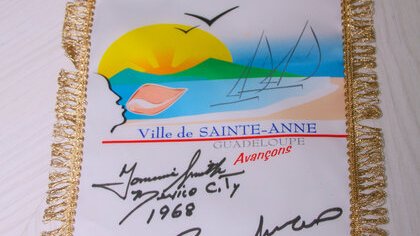 Ville de SAINTE-ANNE
GUADELOUPE
Avançons
Tommie Smith
Mexico City
1968